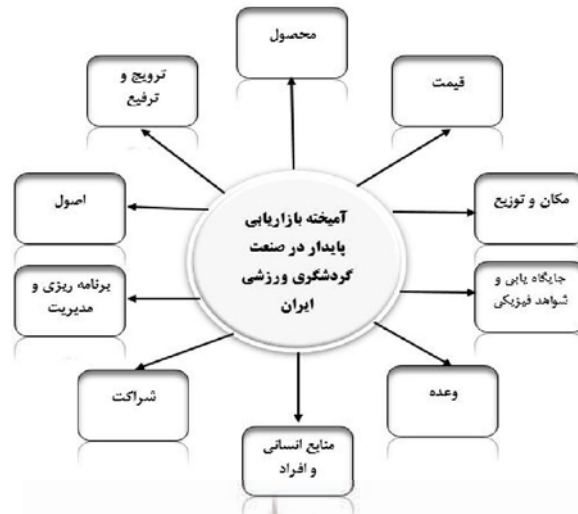 محصول
ترویج و
ترفیع
قیمت
اصول
مکان و توزیع
آمیخته بازاریابی
پایدار در صنعت
گردشگری ورزشی
ایران
برنامه ریزی و
مدیریت
جایگاه یابی و
شواهد فیزیکی
شراکت
وعده
منابع انسانی
و افراد